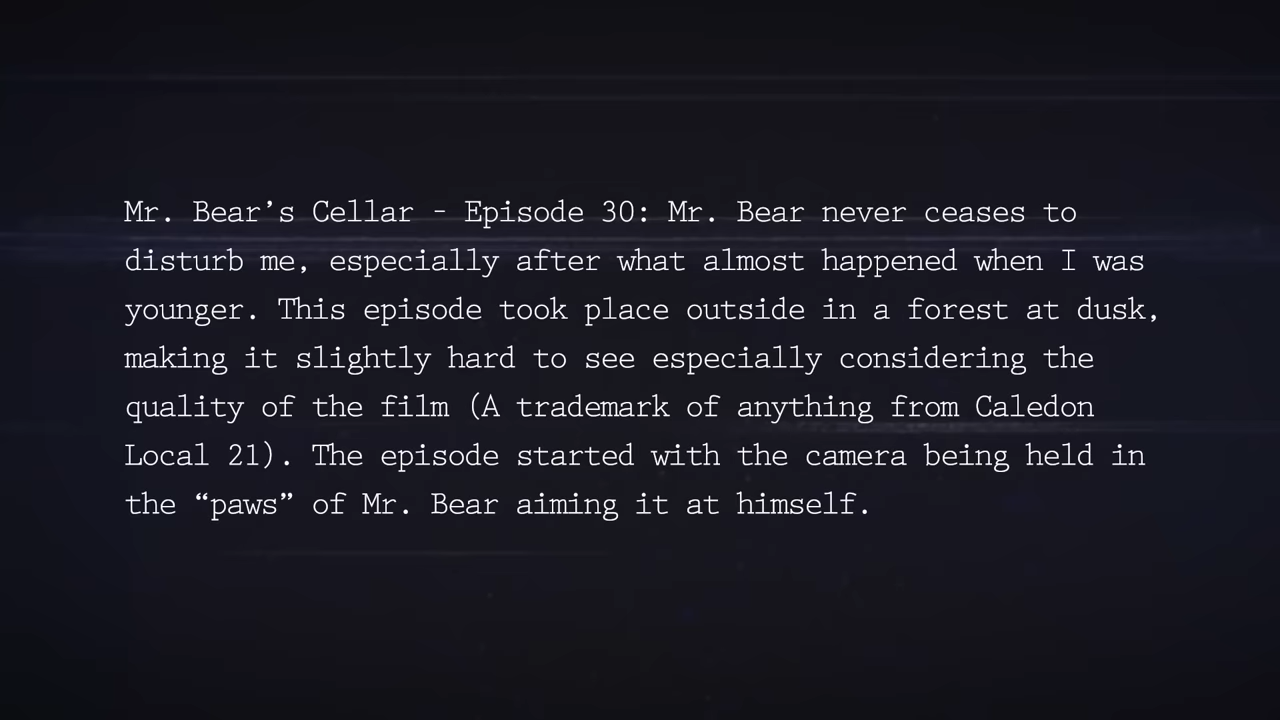 Mr. Bear’s Cellar - Episode 30: Mr. Bear never ceases to
disturb me, especially after what almost happened when I was
younger. This episode took place outside in a forest at dusk,
making it slightly hard to see especially considering the
quality of the film (A trademark of anything from Caledon
Local 21). The episode started with the camera being held in
the “paws” of Mr. Bear aiming it at himself.